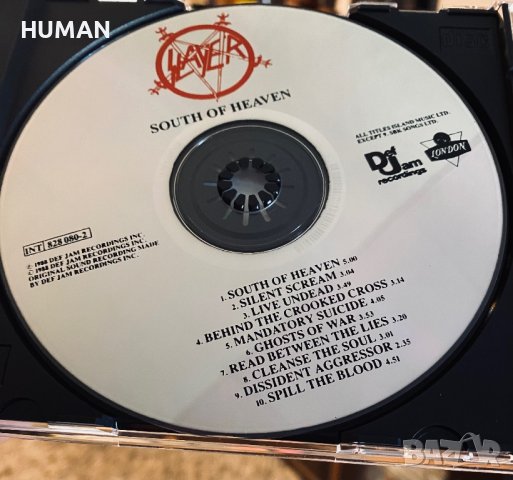 HUMAN
DISC
SLAYER
SOUTH OF HEAVEN
ALL TITLES ISLAND MUSIC LTD.
EXCEPT 9. SBK SONGS LTD.
Def Jam
recordings
LONDON
INT 828 080-2
℗ 1988 DEF JAM RECORDINGS INC.
© 1988 DEF JAM RECORDINGS INC.
ORIGINAL SOUND RECORDING MADE
BY DEF JAM RECORDINGS INC.
1. SOUTH OF HEAVEN 5.00
2. SILENT SCREAM 3.04
3. LIVE UNDEAD 3.49
4. BEHIND THE CROOKED CROSS 3.14
5. MANDATORY SUICIDE 4.05
6. GHOSTS OF WAR 3.53
7. READ BETWEEN THE LIES 3.20
8. CLEANSE THE SOUL 3.01
9. DISSIDENT AGGRESSOR 2.35
10. SPILL THE BLOOD 4.51
BAZAR